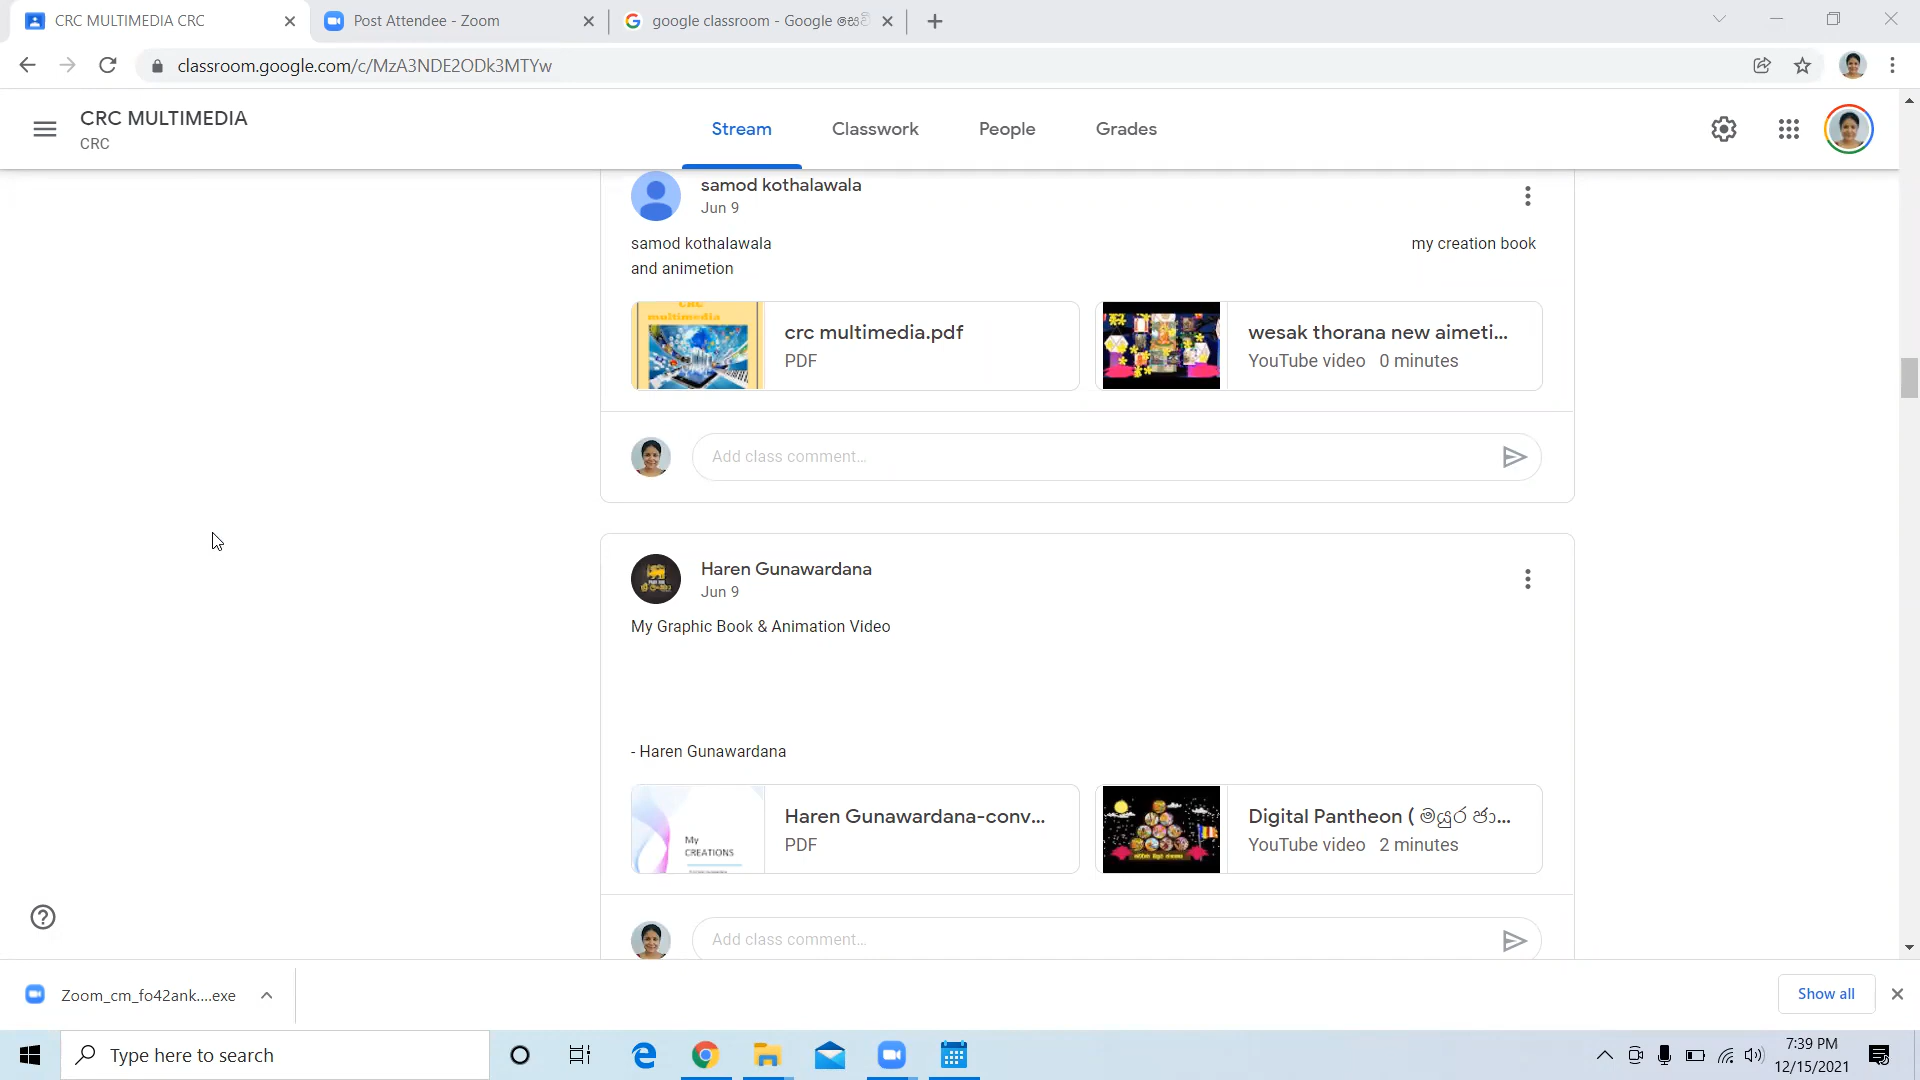 CRC MULTIMEDIA CRC
Post Attendee - Zoom
google classroom - Google සෙවී
classroom.google.com/c/MzA3NDE2ODk3MTYw
CRC MULTIMEDIA
CRC
Stream
Classwork
People
Grades
samod kothalawala
Jun 9
samod kothalawala my creation book
and animetion
CRC
multimedia
crc multimedia.pdf
PDF
wesak thorana new aimeti...
YouTube video 0 minutes
Add class comment...
Haren Gunawardana
Jun 9
My Graphic Book & Animation Video
- Haren Gunawardana
My
CREATIONS
Haren Gunawardana-conv...
PDF
Digital Pantheon ( මයුර ජා...
YouTube video 2 minutes
Add class comment...
Zoom_cm_fo42ank....exe
Show all
Type here to search
7:39 PM
12/15/2021